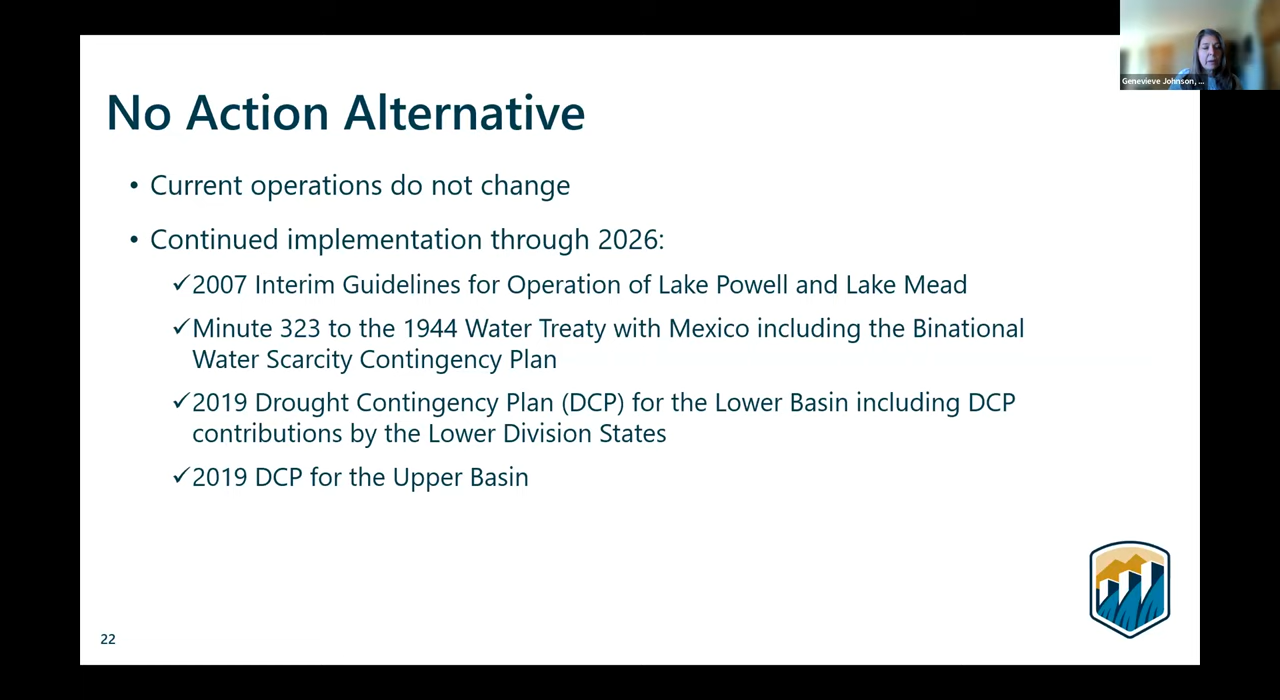 Genevieve Johnson, ...
No Action Alternative
• Current operations do not change
• Continued implementation through 2026:
✓2007 Interim Guidelines for Operation of Lake Powell and Lake Mead
✓Minute 323 to the 1944 Water Treaty with Mexico including the Binational
Water Scarcity Contingency Plan
✓2019 Drought Contingency Plan (DCP) for the Lower Basin including DCP
contributions by the Lower Division States
✓2019 DCP for the Upper Basin
22